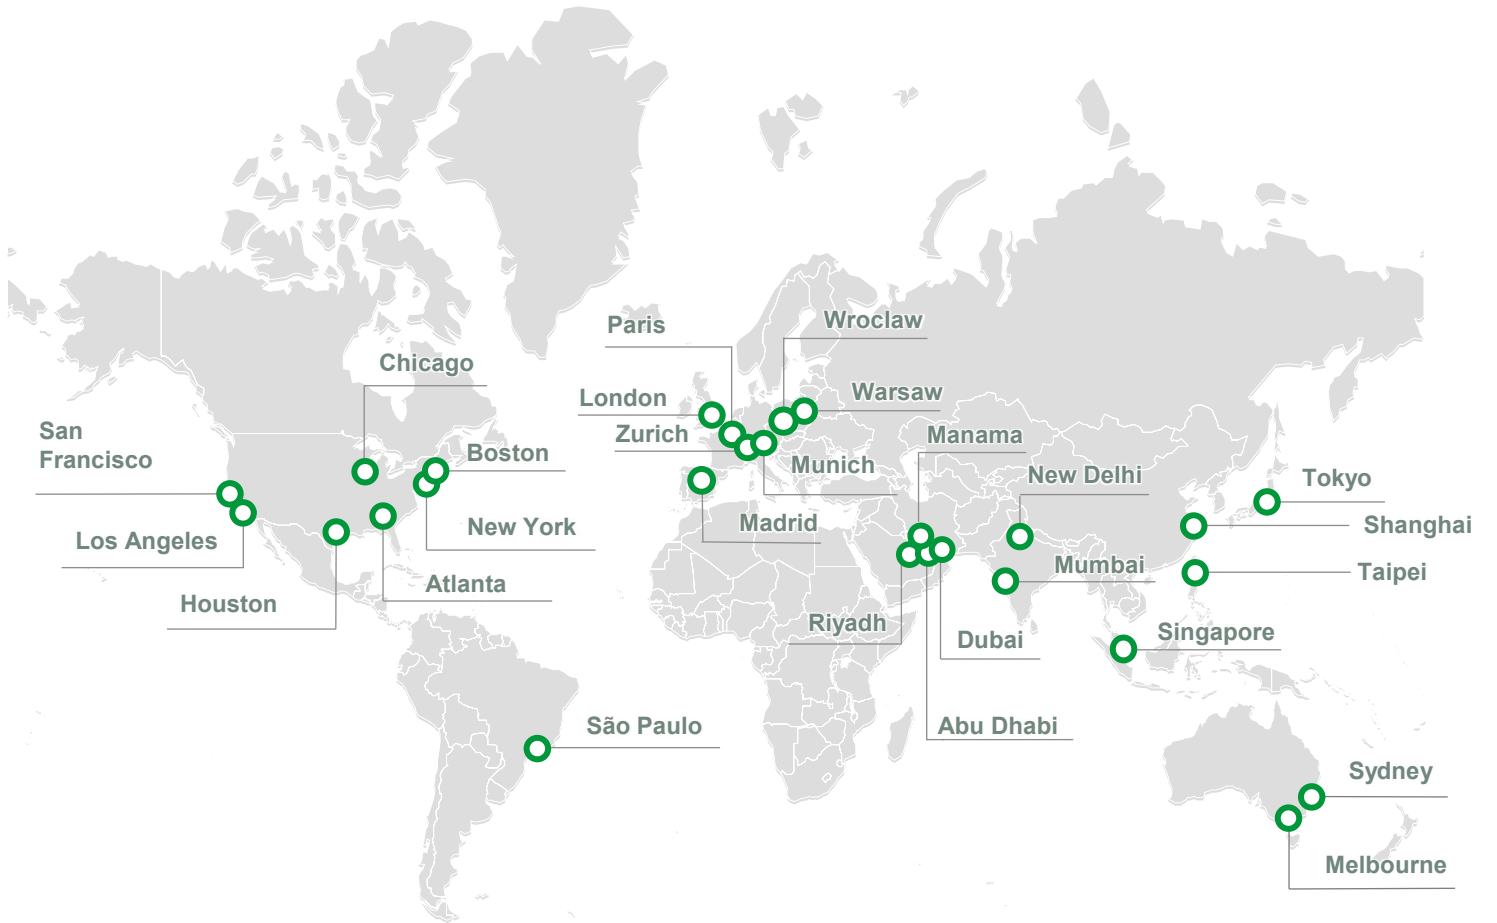 Wroclaw
Paris
Chicago
Warsaw
London
San
Francisco
Zurich
Manama
Boston
Munich
New Delhi
Tokyo
Madrid
New York
Shanghai
Los Angeles
Mumbai
Taipei
Atlanta
Houston
Riyadh
Singapore
Dubai
São Paulo
Abu Dhabi
Sydney
Melbourne